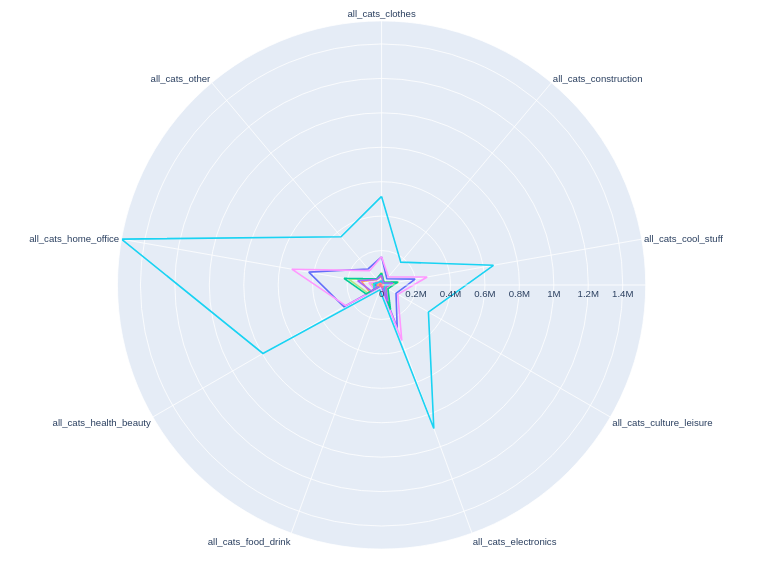 all_cats_clothes
all_cats_other
all_cats_construction
all_cats_home_office
all_cats_cool_stuff
0 0.2M 0.4M 0.6M 0.8M 1M 1.2M 1.4M
all_cats_health_beauty
all_cats_culture_leisure
all_cats_food_drink
all_cats_electronics